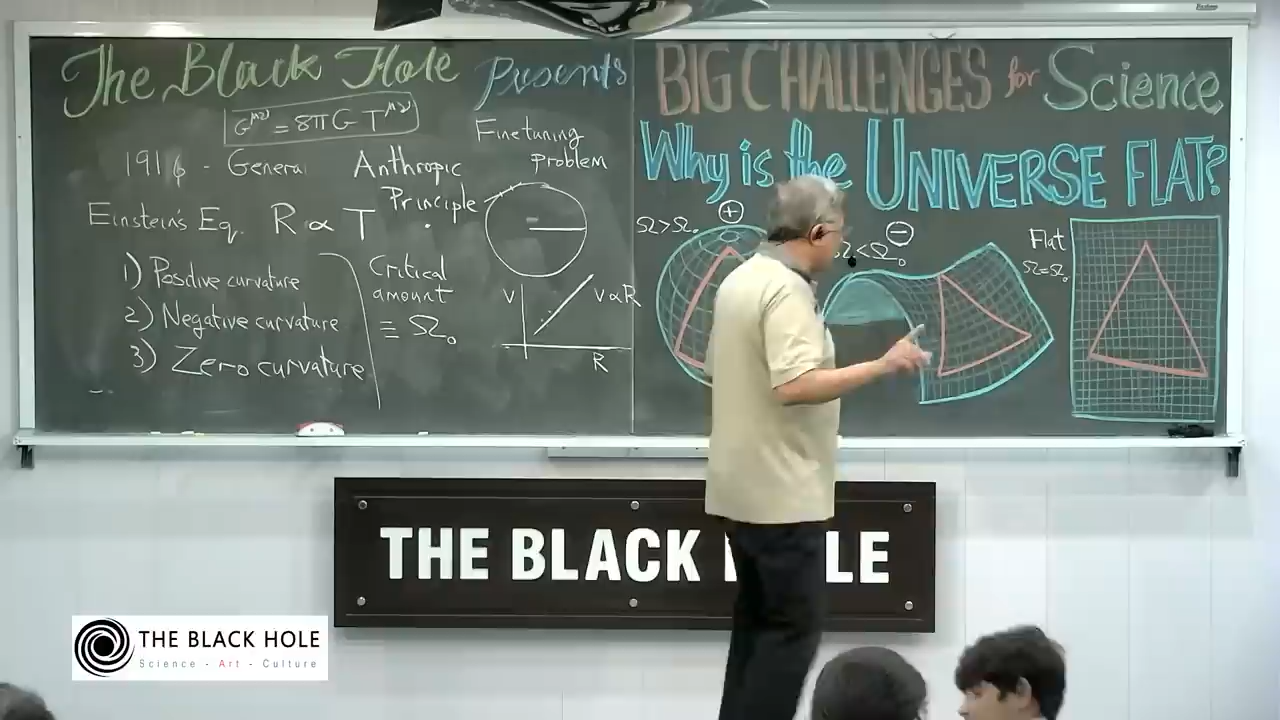 The Black Hole Presents
G^μν = 8πG T^μν
Finetuning
Problem
1916 - General
Anthropic
Principle
Einstein's Eq. R ∝ T
1) Positive curvature
2) Negative curvature
3) Zero curvature
Critical
amount
≡ Ω₀
V
V∝R
R
BIG CHALLENGES for Science
Why is the UNIVERSE FLAT?
Ω>Ω₀
+
Ω<Ω₀
−
Flat
Ω=Ω₀
THE BLACK HOLE
THE BLACK HOLE
Science - Art - Culture